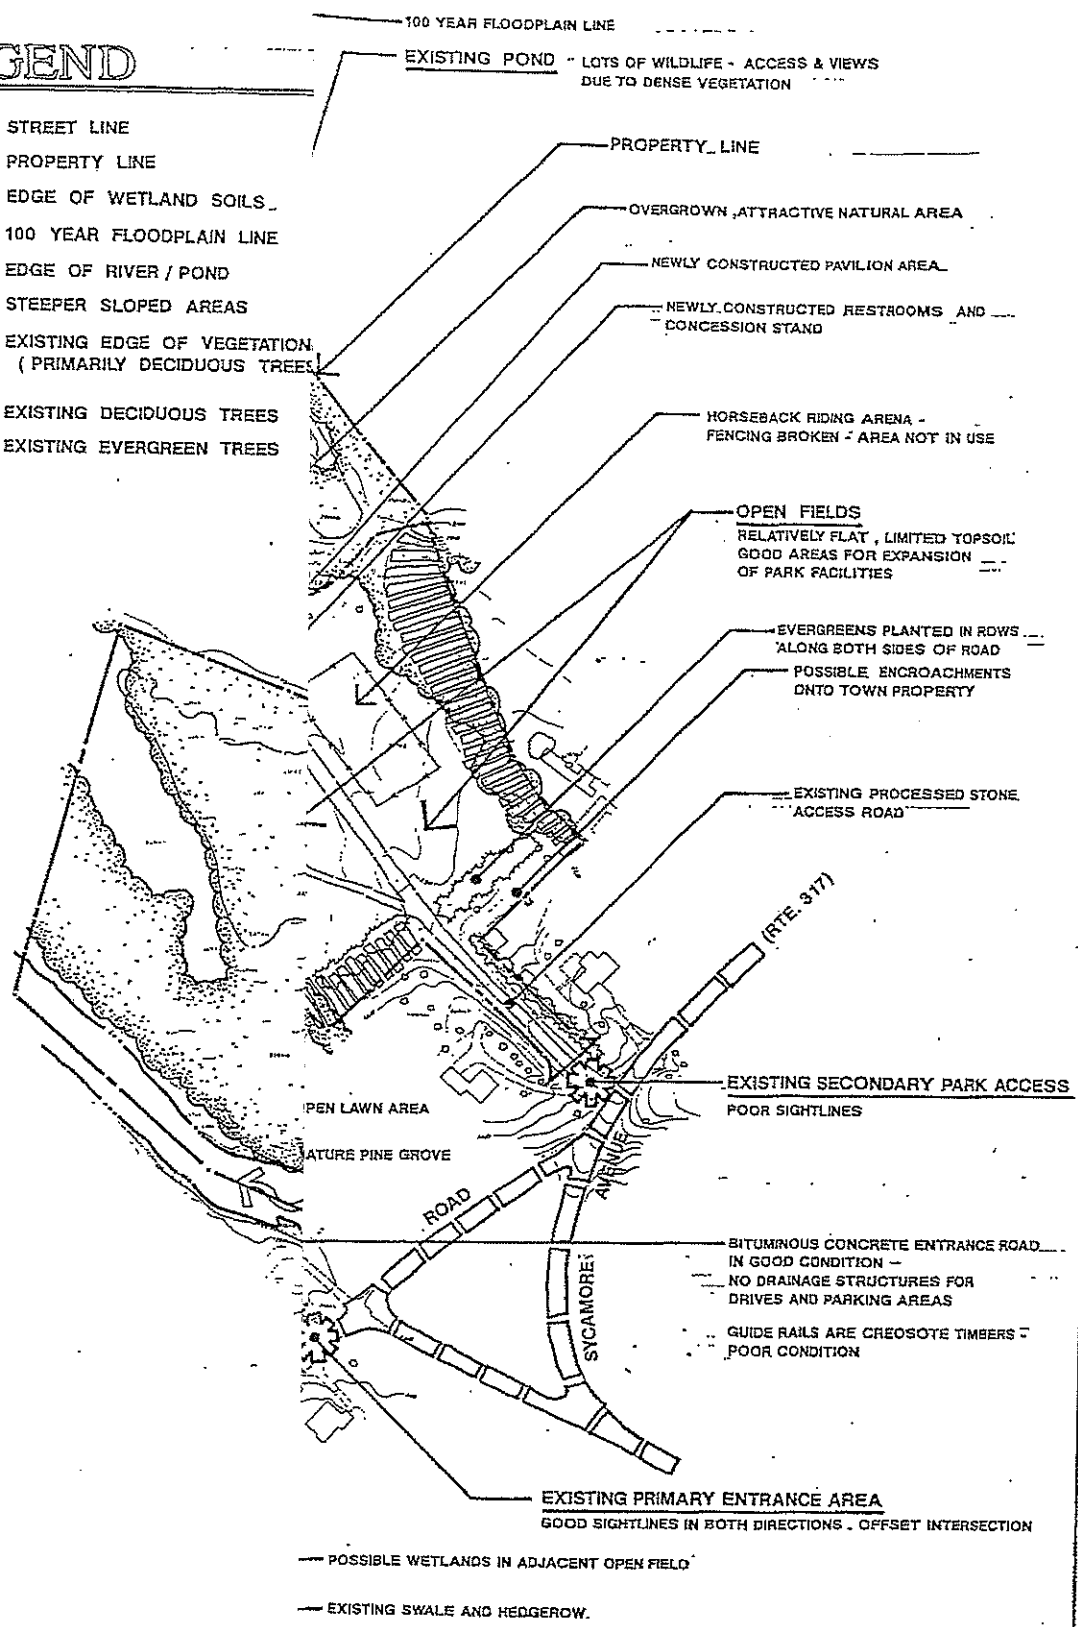 GEND
STREET LINE
PROPERTY LINE
EDGE OF WETLAND SOILS
100 YEAR FLOODPLAIN LINE
EDGE OF RIVER / POND
STEEPER SLOPED AREAS
EXISTING EDGE OF VEGETATION
( PRIMARILY DECIDUOUS TREES
EXISTING DECIDUOUS TREES
EXISTING EVERGREEN TREES
100 YEAR FLOODPLAIN LINE
EXISTING POND - LOTS OF WILDLIFE - ACCESS & VIEWS
DUE TO DENSE VEGETATION
PROPERTY LINE
OVERGROWN , ATTRACTIVE NATURAL AREA
NEWLY CONSTRUCTED PAVILION AREA
NEWLY CONSTRUCTED RESTROOMS AND
CONCESSION STAND
HORSEBACK RIDING ARENA -
FENCING BROKEN - AREA NOT IN USE
OPEN FIELDS
RELATIVELY FLAT , LIMITED TOPSOIL
GOOD AREAS FOR EXPANSION
OF PARK FACILITIES
EVERGREENS PLANTED IN ROWS
ALONG BOTH SIDES OF ROAD
POSSIBLE ENCROACHMENTS
ONTO TOWN PROPERTY
EXISTING PROCESSED STONE
ACCESS ROAD
(RTE. 317)
EXISTING SECONDARY PARK ACCESS
POOR SIGHTLINES
PEN LAWN AREA
ATURE PINE GROVE
ROAD
AVENUE
SYCAMORE
BITUMINOUS CONCRETE ENTRANCE ROAD
IN GOOD CONDITION -
NO DRAINAGE STRUCTURES FOR
DRIVES AND PARKING AREAS
GUIDE RAILS ARE CREOSOTE TIMBERS -
POOR CONDITION
EXISTING PRIMARY ENTRANCE AREA
GOOD SIGHTLINES IN BOTH DIRECTIONS . OFFSET INTERSECTION
POSSIBLE WETLANDS IN ADJACENT OPEN FIELD
EXISTING SWALE AND HEDGEROW.